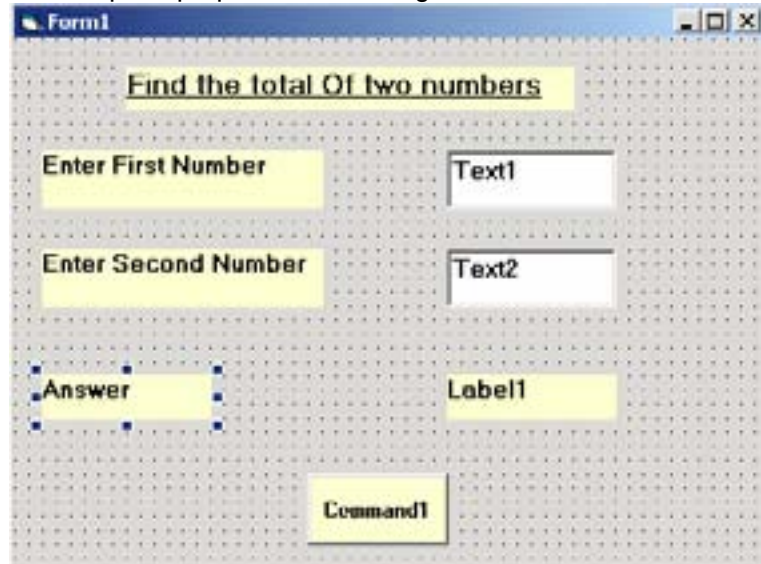 Form1
Find the total Of two numbers
Enter First Number
Text1
Enter Second Number
Text2
Answer
Label1
Command1